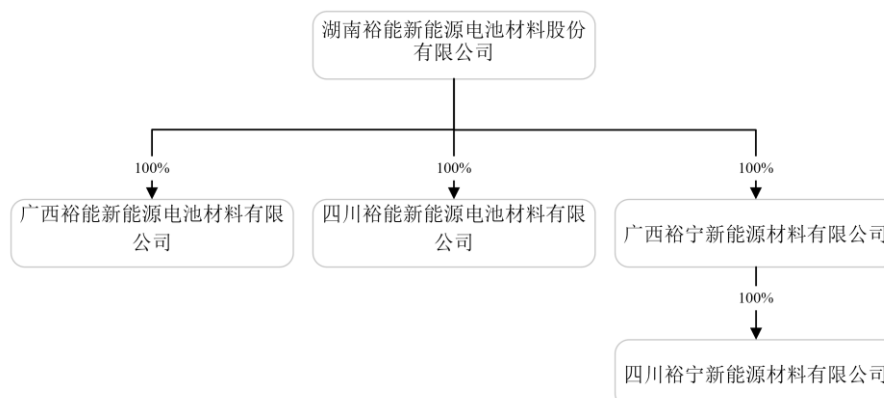 湖南裕能新能源电池材料股份
有限公司
100%
100%
100%
广西裕能新能源电池材料有限
公司
四川裕能新能源电池材料有限
公司
广西裕宁新能源材料有限公司
100%
四川裕宁新能源材料有限公司